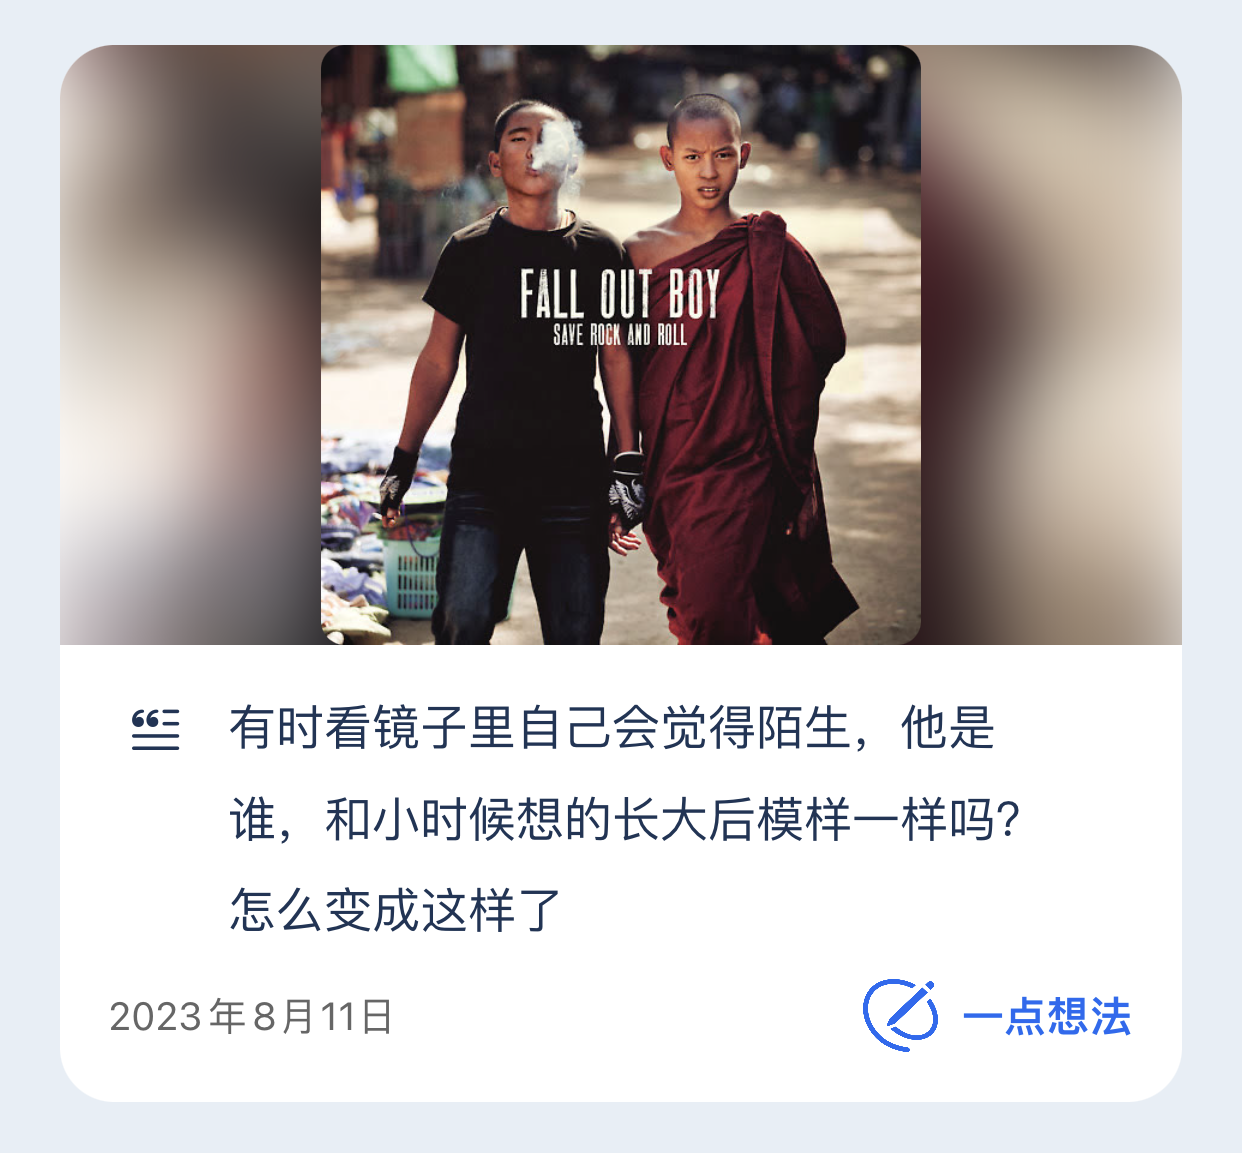 FALL OUT BOY
SAVE ROCK AND ROLL
有时看镜子里自己会觉得陌生，他是
谁，和小时候想的长大后模样一样吗?
怎么变成这样了
2023年8月11日
一点想法